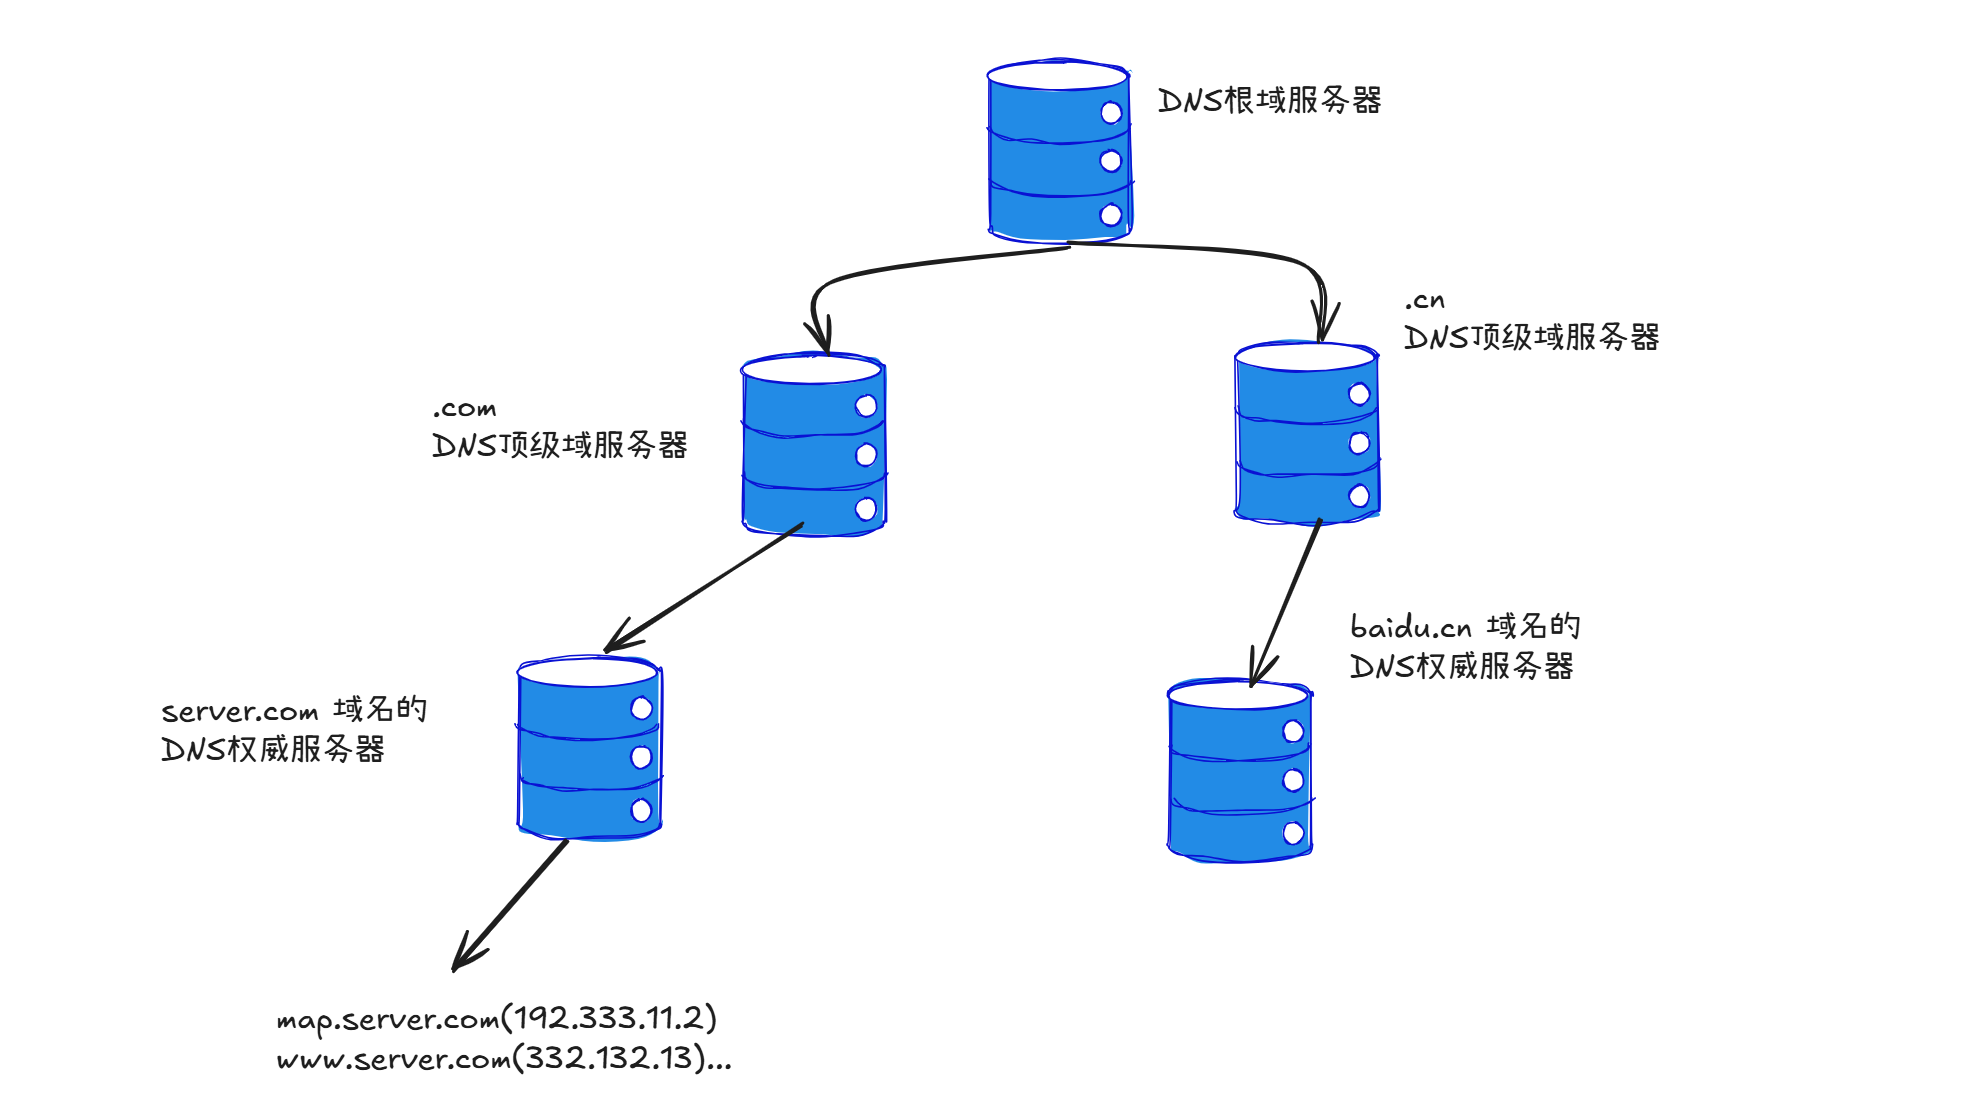 DNS根域服务器
.cn
DNS顶级域服务器
.com
DNS顶级域服务器
baidu.cn 域名的
DNS权威服务器
server.com 域名的
DNS权威服务器
map.server.com(192.333.11.2)
www.server.com(332.132.13)...